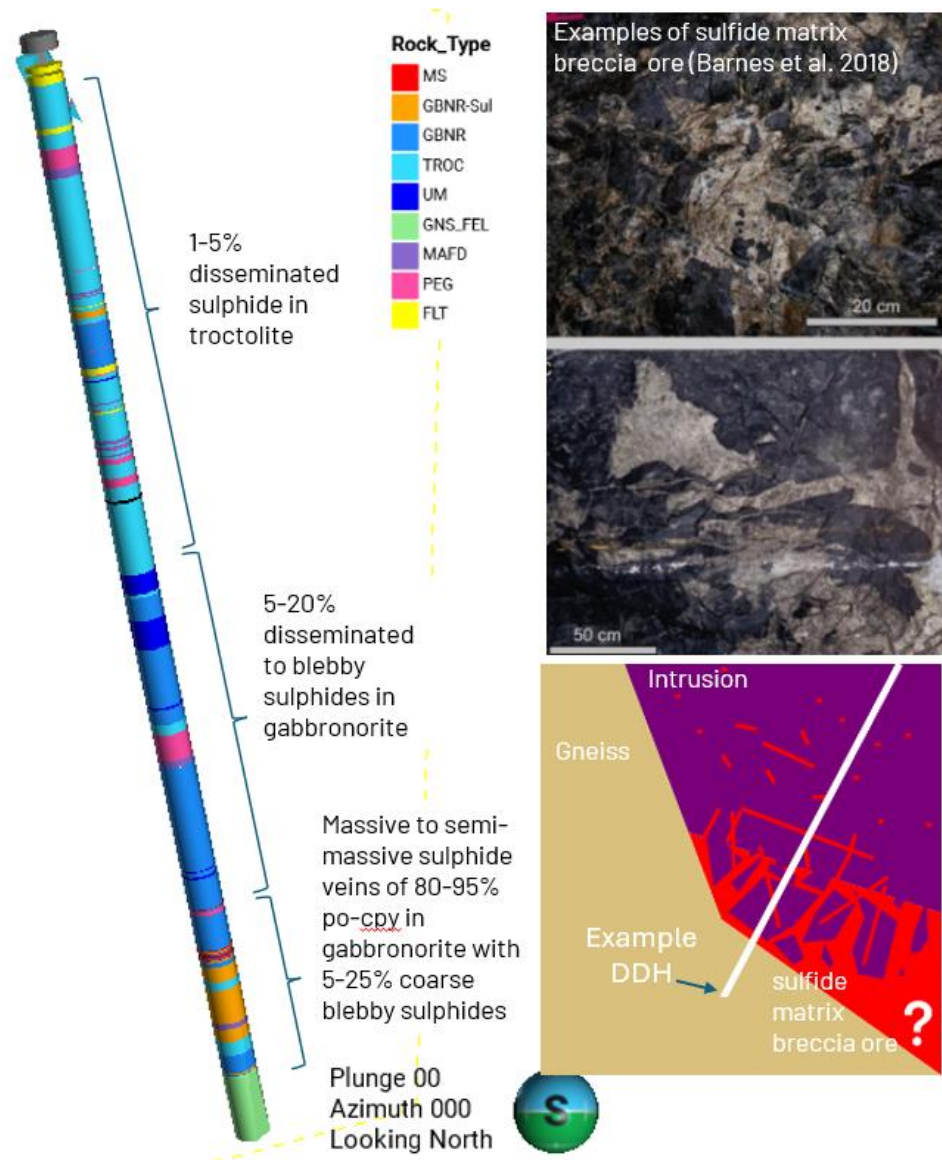 Rock_Type
MS
GBNR-Sul
GBNR
TROC
UM
GNS_FEL
MAFD
PEG
FLT
1-5%
disseminated
sulphide in
troctolite
5-20%
disseminated
to blebby
sulphides in
gabbronorite
Massive to semi-
massive sulphide
veins of 80-95%
po-cpy in
gabbronorite with
5-25% coarse
blebby sulphides
Plunge 00
Azimuth 000
Looking North
S
Examples of sulfide matrix
breccia ore (Barnes et al. 2018)
20 cm
50 cm
Intrusion
Gneiss
Example
DDH
sulfide
matrix
breccia ore
?